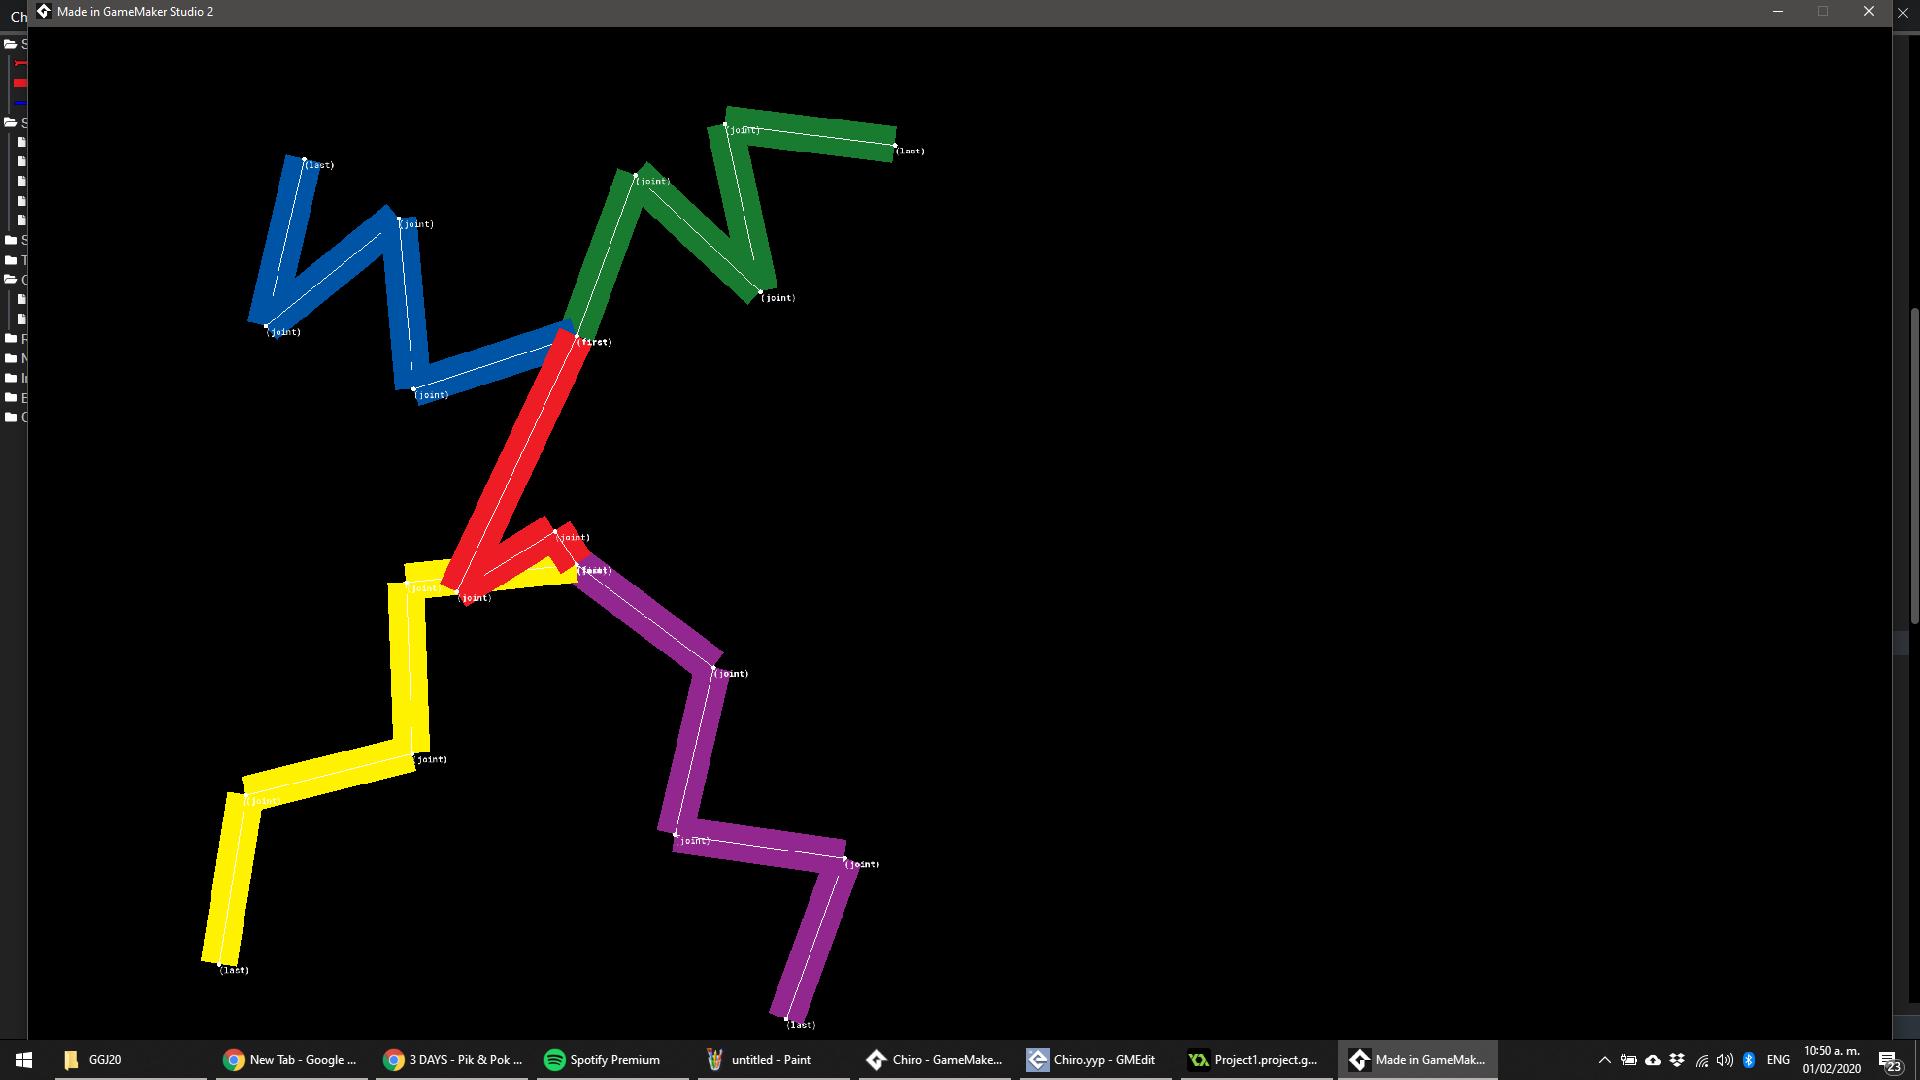 Ch
Made in GameMaker Studio 2
(joint)
(last)
(last)
(joint)
(joint)
(joint)
(joint)
(joint)
(first)
(joint)
(joint)
(joint)
(joint)
(joint)
(joint)
(joint)
(joint)
(joint)
(last)
(last)
GGJ20
New Tab - Google ...
3 DAYS - Pik & Pok ...
Spotify Premium
untitled - Paint
Chiro - GameMake...
Chiro.yyp - GMEdit
Project1.project.g...
Made in GameMak...
ENG
10:50 a. m.
01/02/2020
23